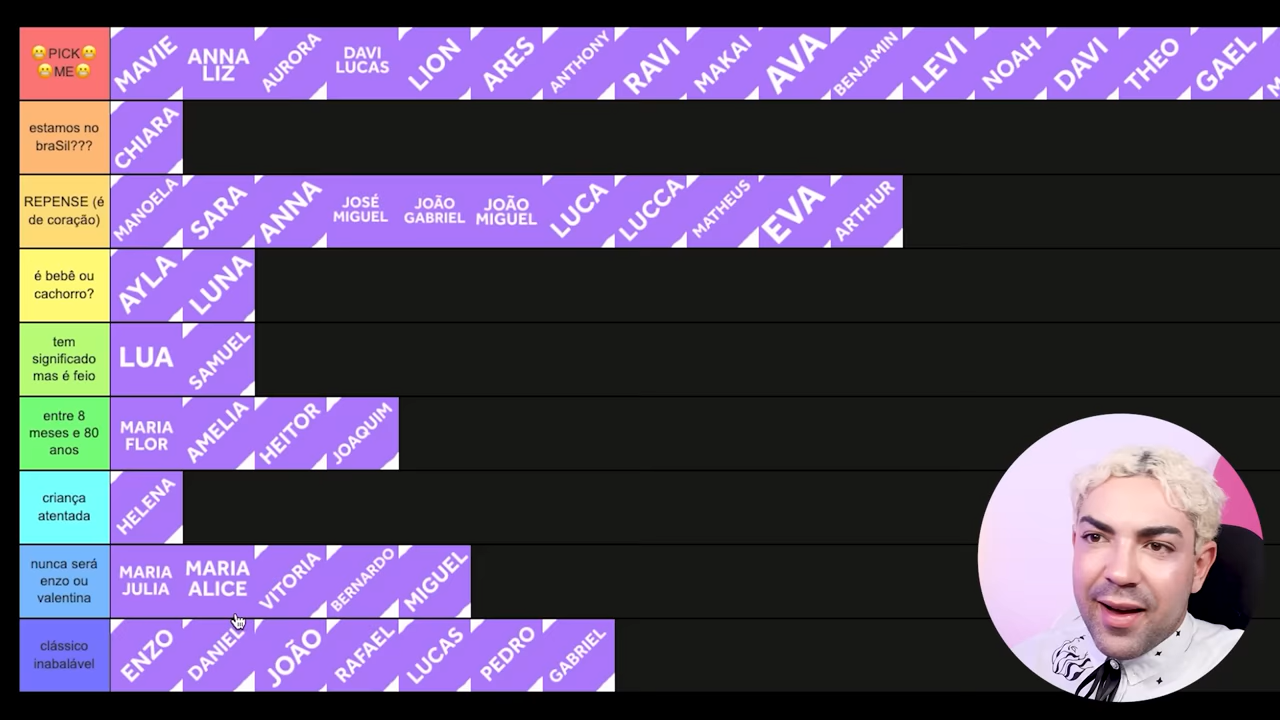 😬PICK😬
😬ME😬
MAVIE
ANNA
LIZ
AURORA
DAVI
LUCAS
LION
ARES
ANTHONY
RAVI
MAKAI
AVA
BENJAMIN
LEVI
NOAH
DAVI
THEO
GAEL
estamos no
braSil???
CHIARA
REPENSE (é
de coração)
MANOELA
SARA
ANNA
JOSÉ
MIGUEL
JOÃO
GABRIEL
JOÃO
MIGUEL
LUCA
LUCCA
MATHEUS
EVA
ARTHUR
é bebê ou
cachorro?
AYLA
LUNA
tem
significado
mas é feio
LUA
SAMUEL
entre 8
meses e 80
anos
MARIA
FLOR
AMELIA
HEITOR
JOAQUIM
criança
atentada
HELENA
nunca será
enzo ou
valentina
MARIA
JULIA
MARIA
ALICE
VITORIA
BERNARDO
MIGUEL
clássico
inabalável
ENZO
DANIEL
JOÃO
RAFAEL
LUCAS
PEDRO
GABRIEL